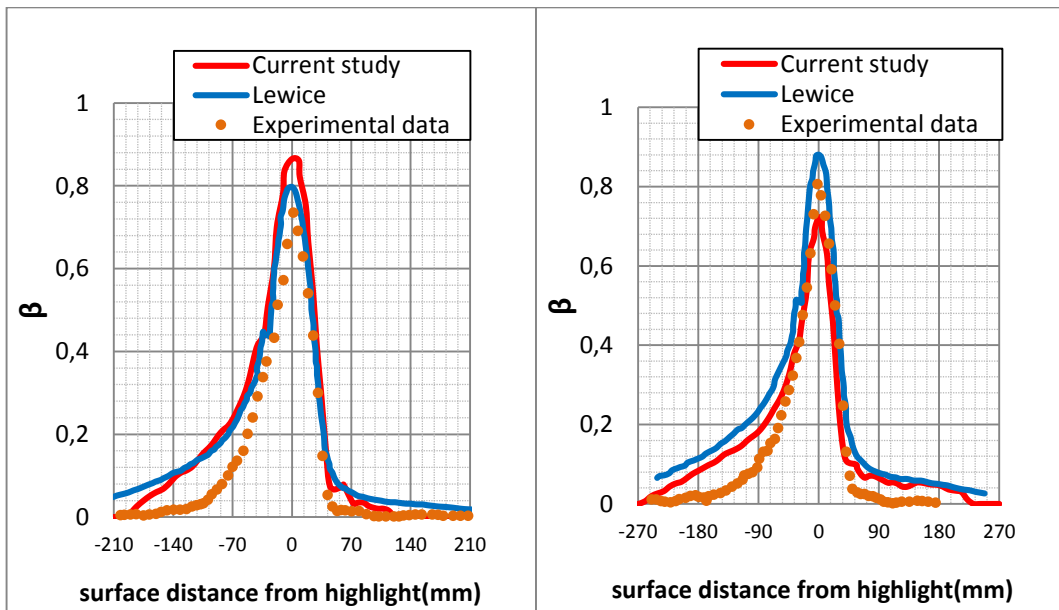 Current study
Lewice
Experimental data
1
0,8
0,6
0,4
0,2
0
β
-210 -140 -70 0 70 140 210
surface distance from highlight(mm)
Current study
Lewice
Experimental data
1
0,8
0,6
0,4
0,2
0
β
-270 -180 -90 0 90 180 270
surface distance from highlight(mm)